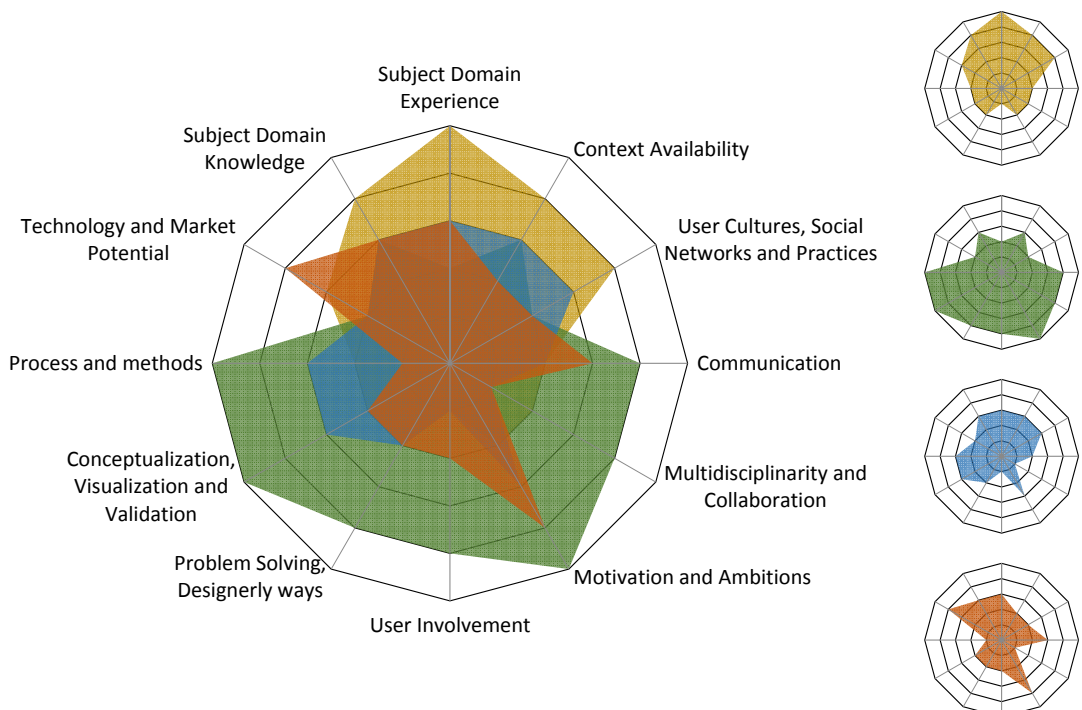 Subject Domain
Experience
Context Availability
User Cultures, Social
Networks and Practices
Communication
Multidisciplinarity and
Collaboration
Motivation and Ambitions
User Involvement
Problem Solving,
Designerly ways
Conceptualization,
Visualization and
Validation
Process and methods
Technology and Market
Potential
Subject Domain
Knowledge